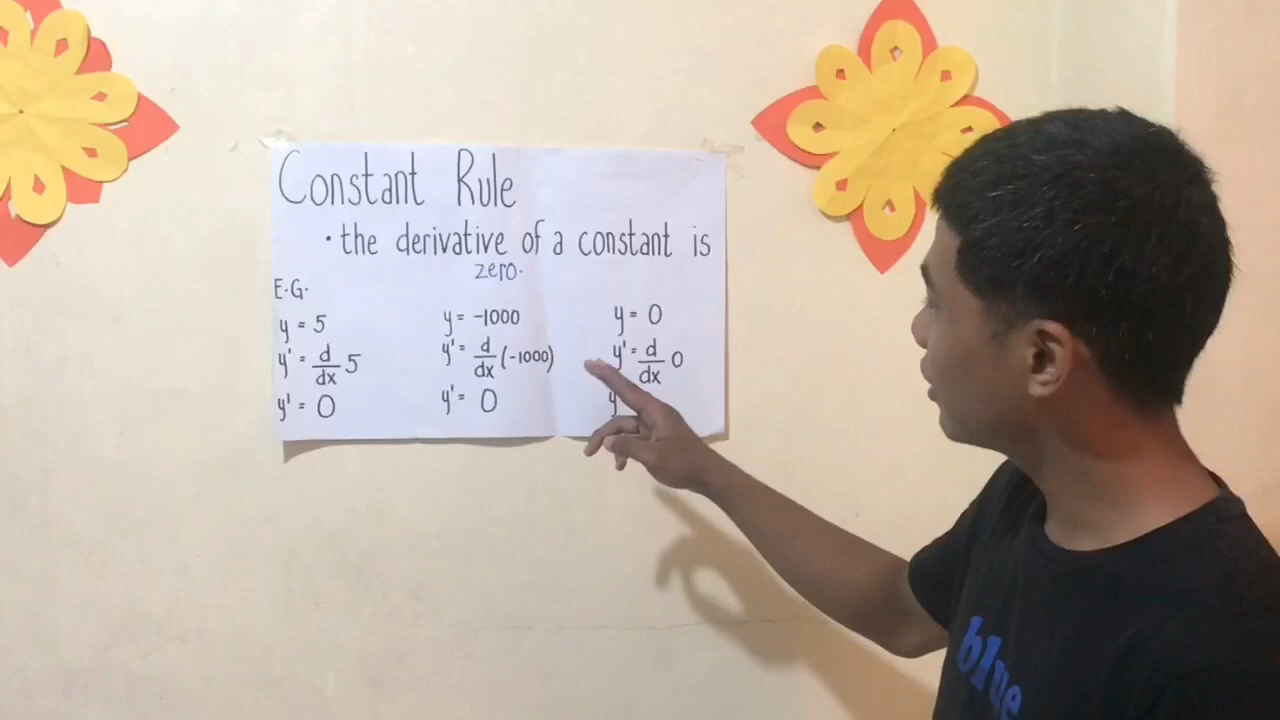 Constant Rule
· the derivative of a constant is
zero.
E.G.
y = 5
y' = d/dx 5
y' = 0
y = -1000
y' = d/dx (-1000)
y' = 0
y = 0
y' = d/dx 0
y
blue